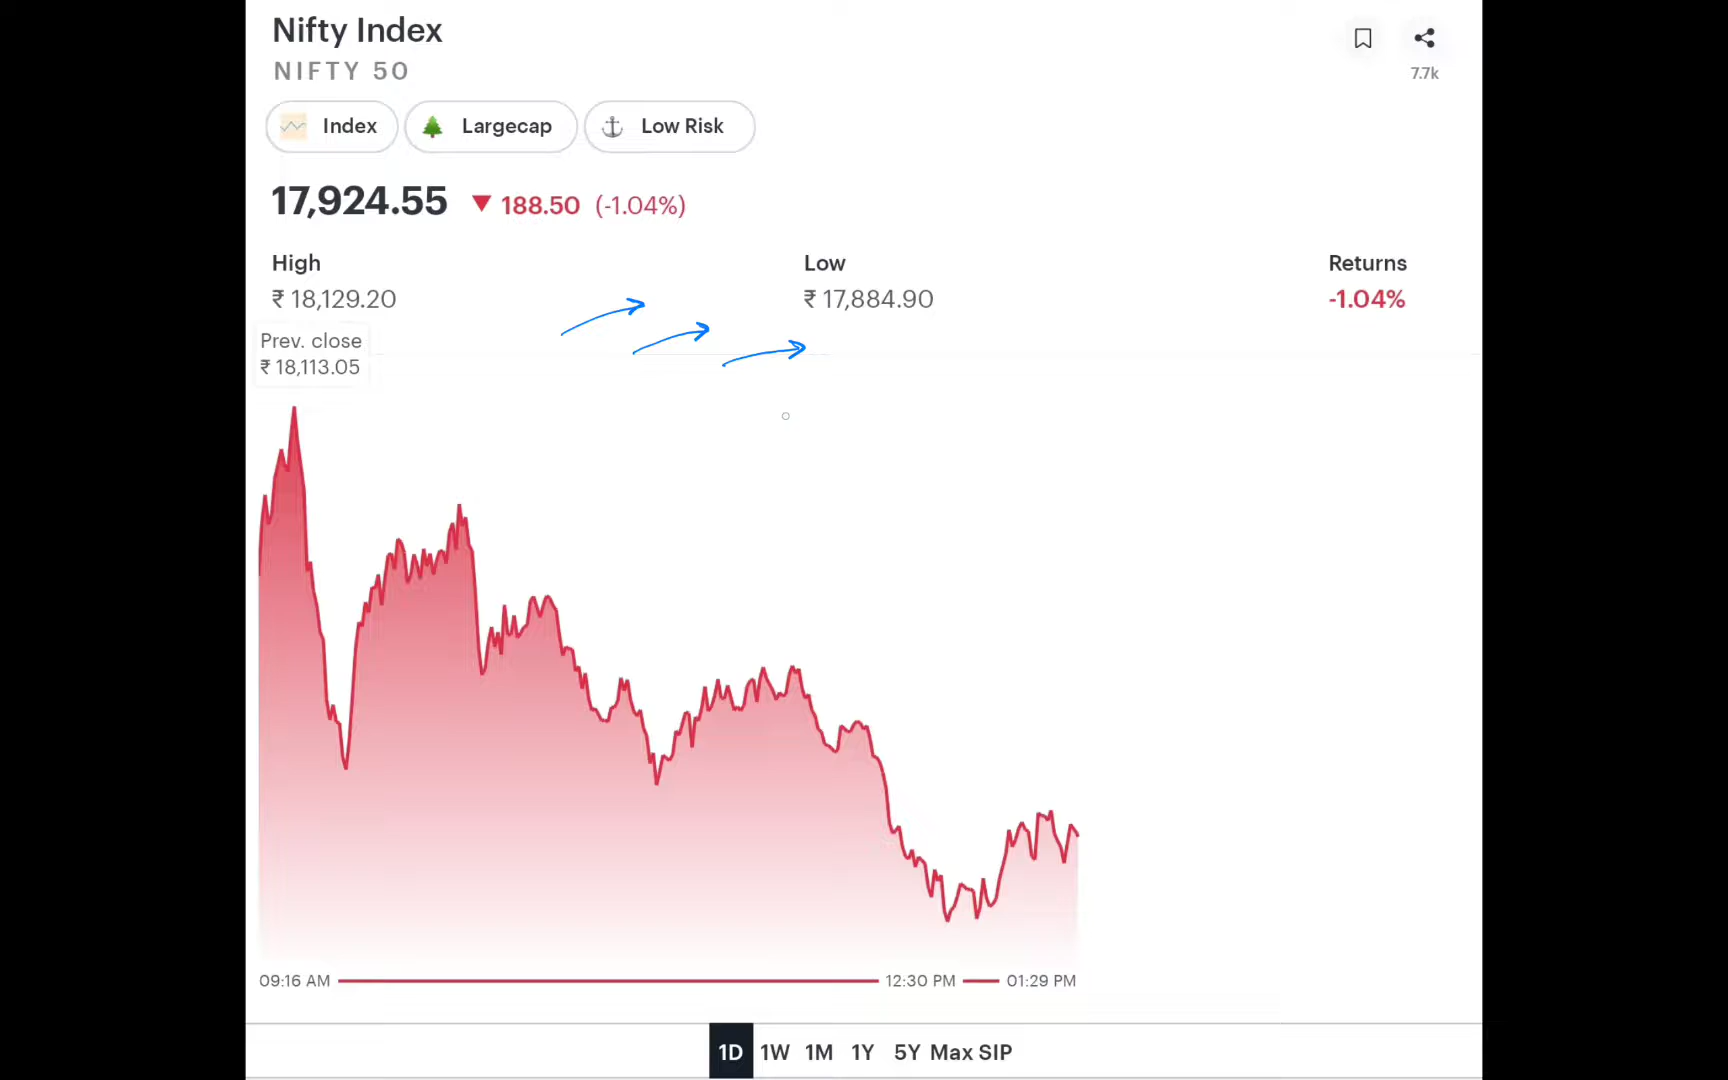 Nifty Index
NIFTY 50
7.7k
Index Largecap Low Risk
17,924.55 ▼ 188.50 (-1.04%)
High Low Returns
₹ 18,129.20 ₹ 17,884.90 -1.04%
Prev. close
₹ 18,113.05
09:16 AM 12:30 PM 01:29 PM
1D 1W 1M 1Y 5Y Max SIP